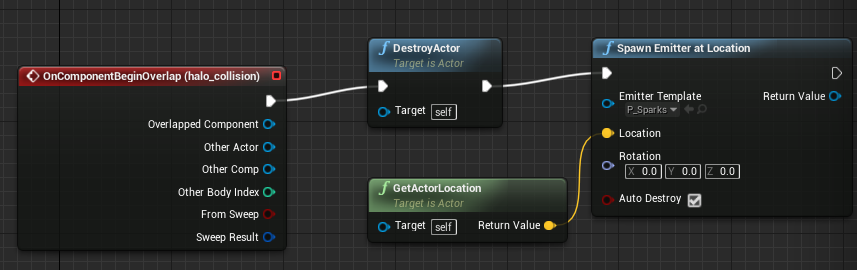 OnComponentBeginOverlap (halo_collision)
Overlapped Component
Other Actor
Other Comp
Other Body Index
From Sweep
Sweep Result
f DestroyActor
Target is Actor
Target self
f GetActorLocation
Target is Actor
Target self Return Value
f Spawn Emitter at Location
Emitter Template Return Value
P_Sparks
Location
Rotation
X 0.0 Y 0.0 Z 0.0
Auto Destroy